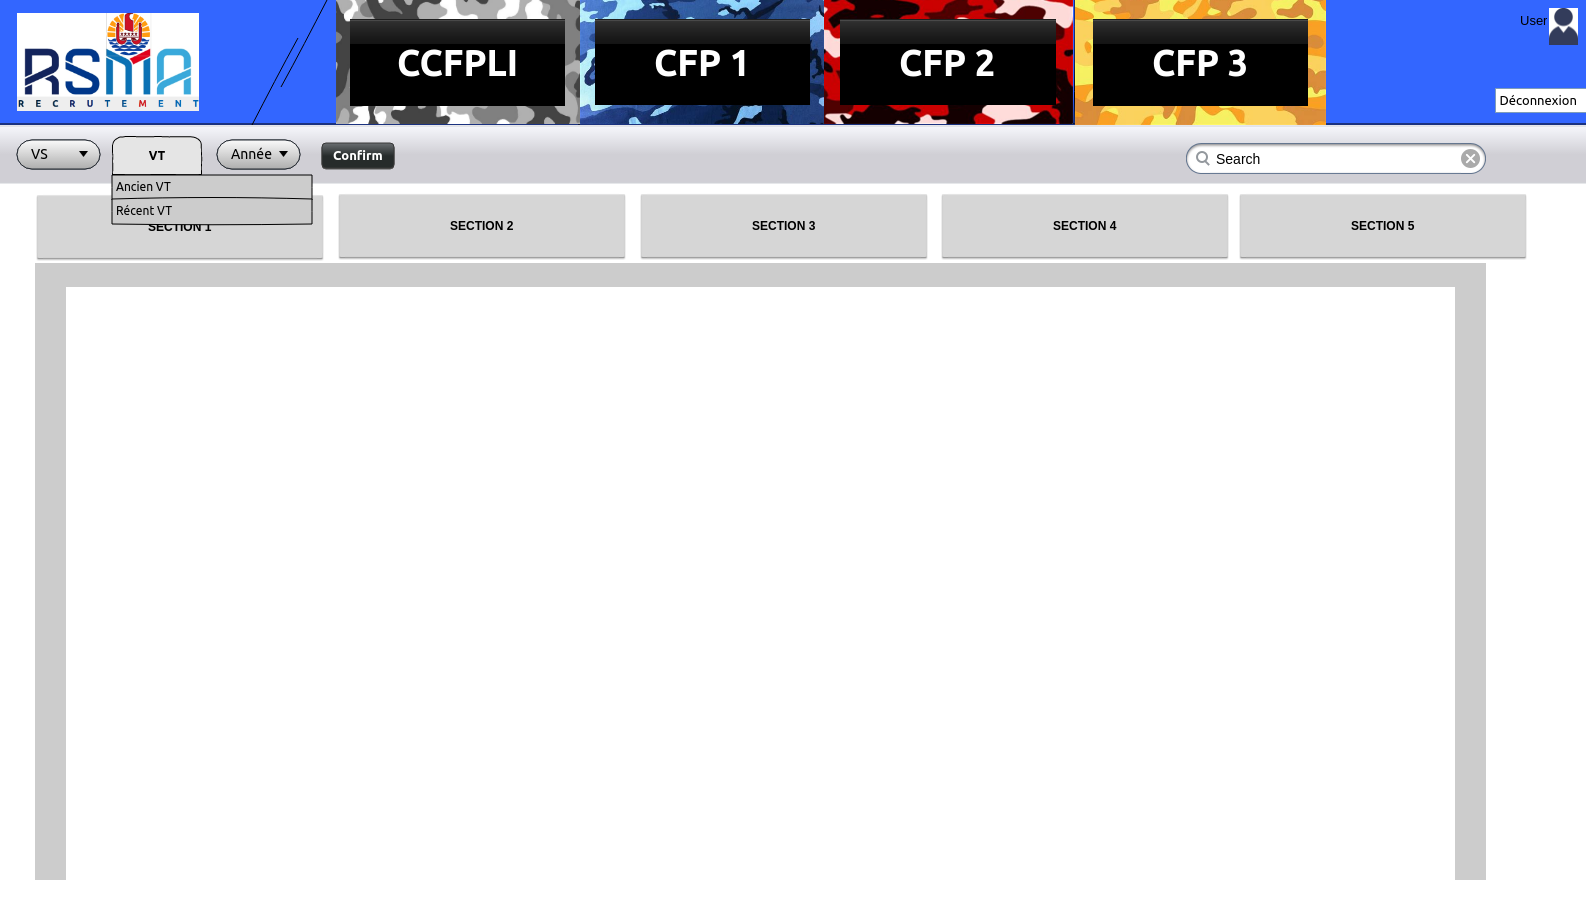 RSMA
RECRUTEMENT
CCFPLI
CFP 1
CFP 2
CFP 3
User
Déconnexion
VS
VT
Année
Confirm
Search
Ancien VT
Récent VT
SECTION 1
SECTION 2
SECTION 3
SECTION 4
SECTION 5